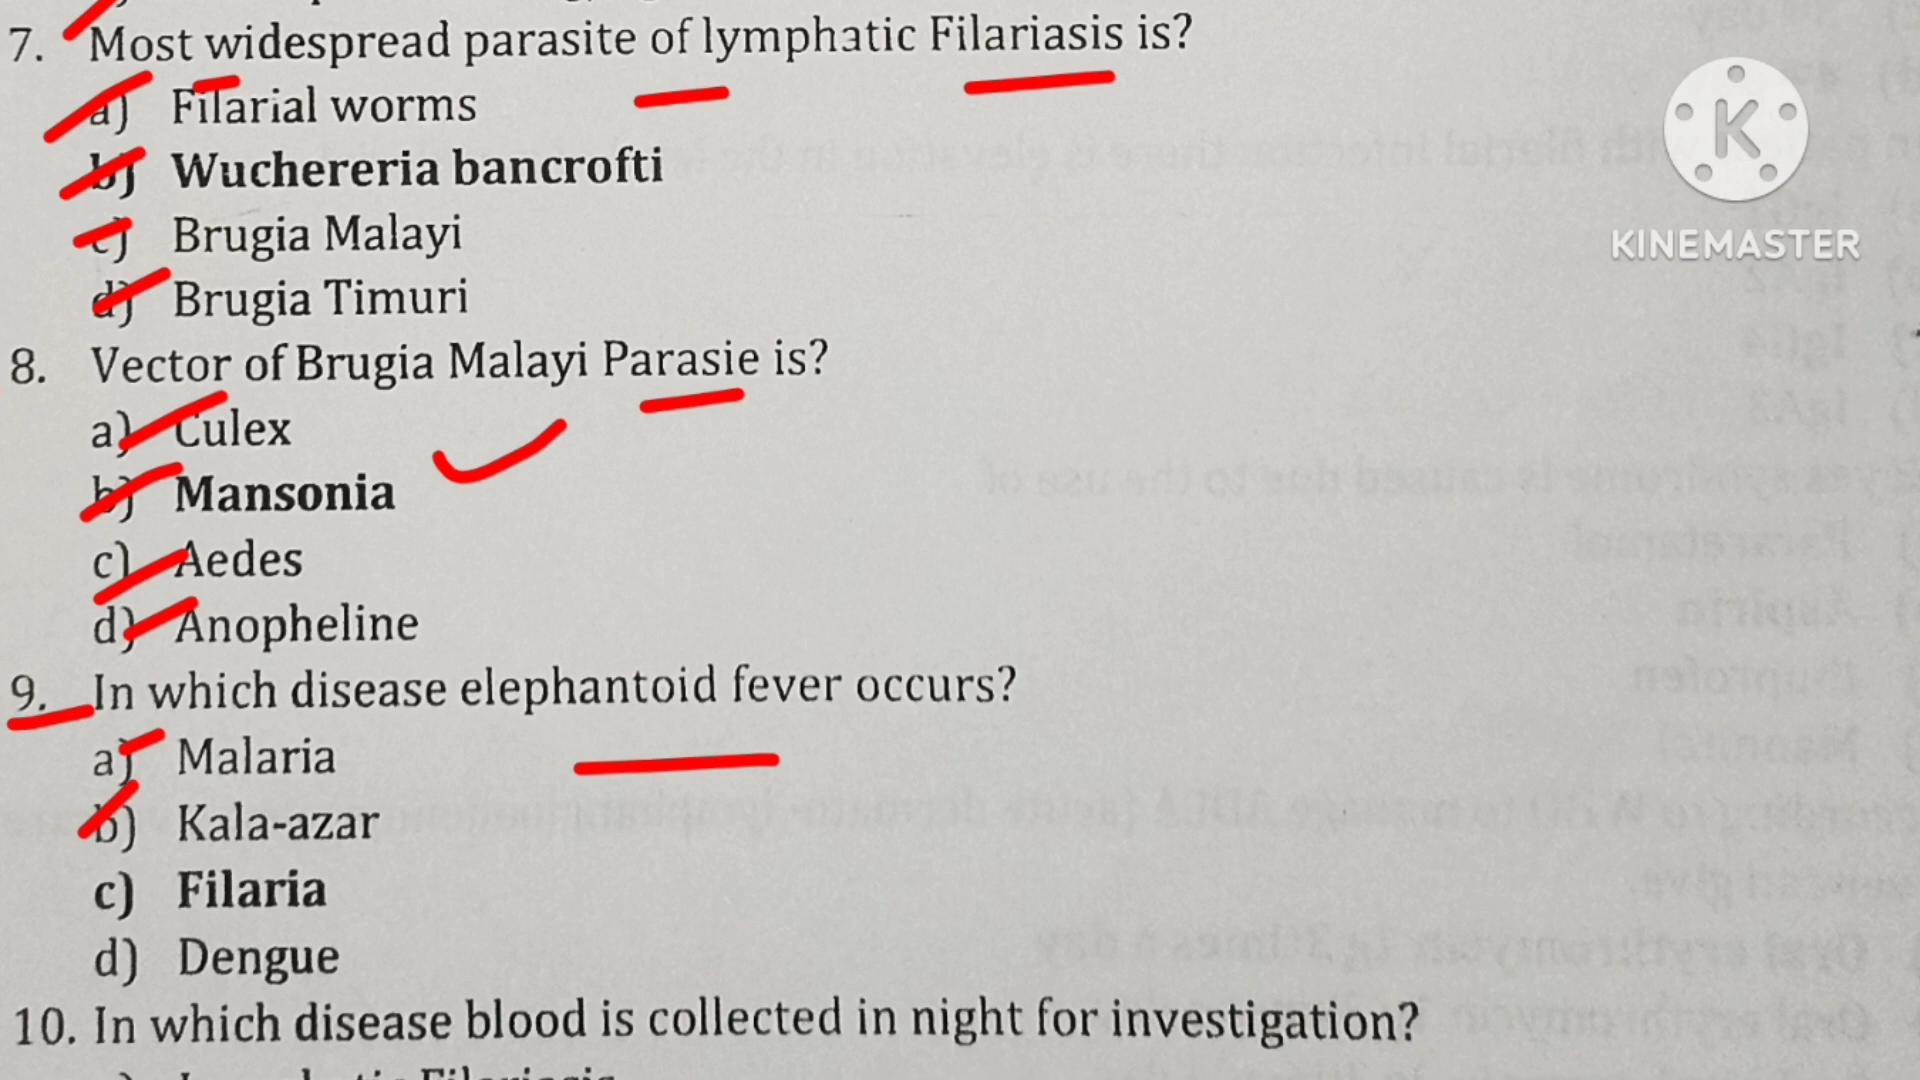 7. Most widespread parasite of lymphatic Filariasis is?
a) Filarial worms
b) Wuchereria bancrofti
c) Brugia Malayi
d) Brugia Timuri
8. Vector of Brugia Malayi Parasie is?
a) Culex
b) Mansonia
c) Aedes
d) Anopheline
9. In which disease elephantoid fever occurs?
a) Malaria
b) Kala-azar
c) Filaria
d) Dengue
10. In which disease blood is collected in night for investigation?
K
KINEMASTER